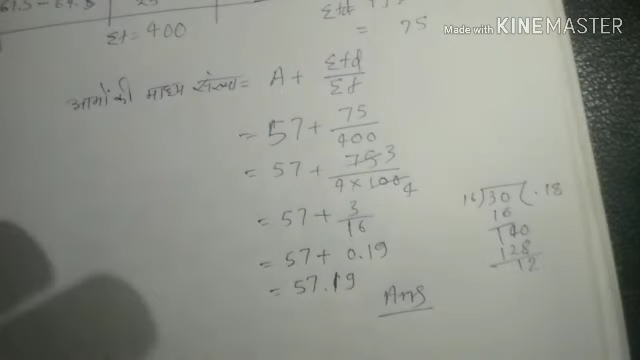 Made with KINEMASTER
Σf = 400
Σfd
= 75
आमों की माध्य संख्या = A + Σfd / Σf
= 57 + 75 / 400
= 57 + 75 3 / 4 × 100 4
= 57 + 3 / 16
= 57 + 0.19
= 57.19 Ans
16) 30 ( .18
16
140
128
12